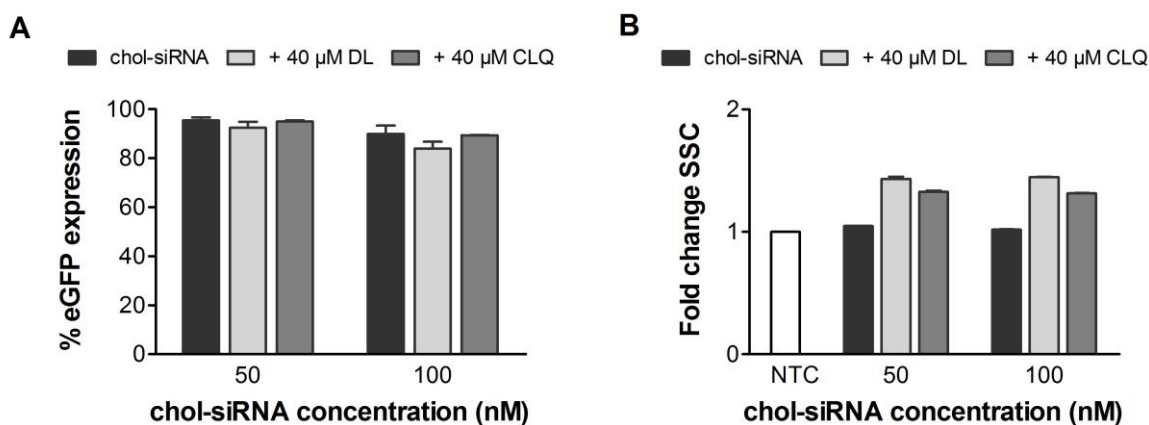 A
chol-siRNA + 40 µM DL + 40 µM CLQ
% eGFP expression
100
80
60
40
20
0
50 100
chol-siRNA concentration (nM)
B
chol-siRNA + 40 µM DL + 40 µM CLQ
Fold change SSC
2
1
0
NTC 50 100
chol-siRNA concentration (nM)